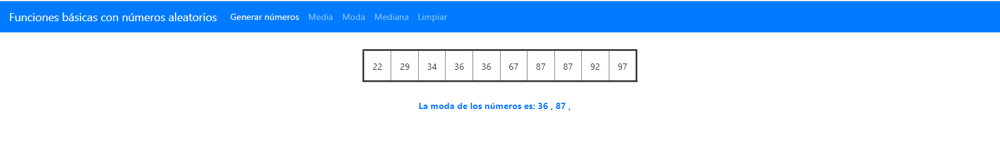 Funciones básicas con números aleatorios Generar números Media Moda Mediana Limpiar
22 29 34 36 36 67 87 87 92 97
La moda de los números es: 36 , 87 ,